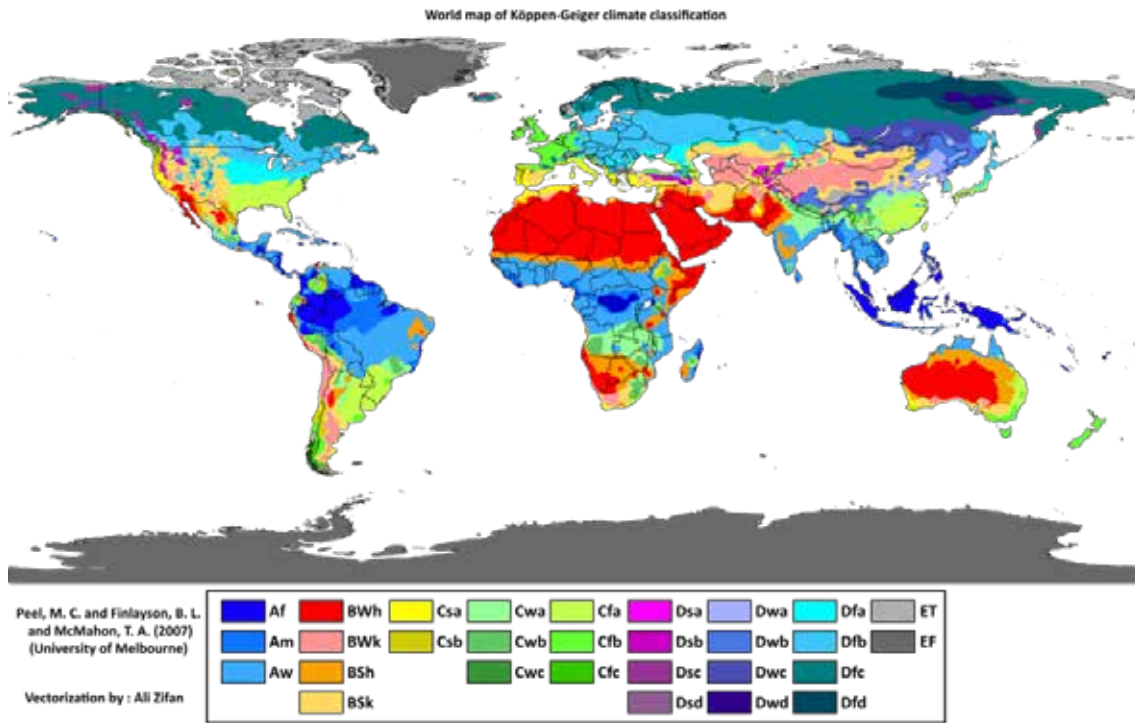 World map of Köppen-Geiger climate classification
Peel, M. C. and Finlayson, B. L.
and McMahon, T. A. (2007)
(University of Melbourne)
Vectorization by : Ali Zifan
Af BWh Csa Cwa Cfa Dsa Dwa Dfa ET
Am BWk Csb Cwb Cfb Dsb Dwb Dfb EF
Aw BSh Cwc Cfc Dsc Dwc Dfc
BSk Dsd Dwd Dfd